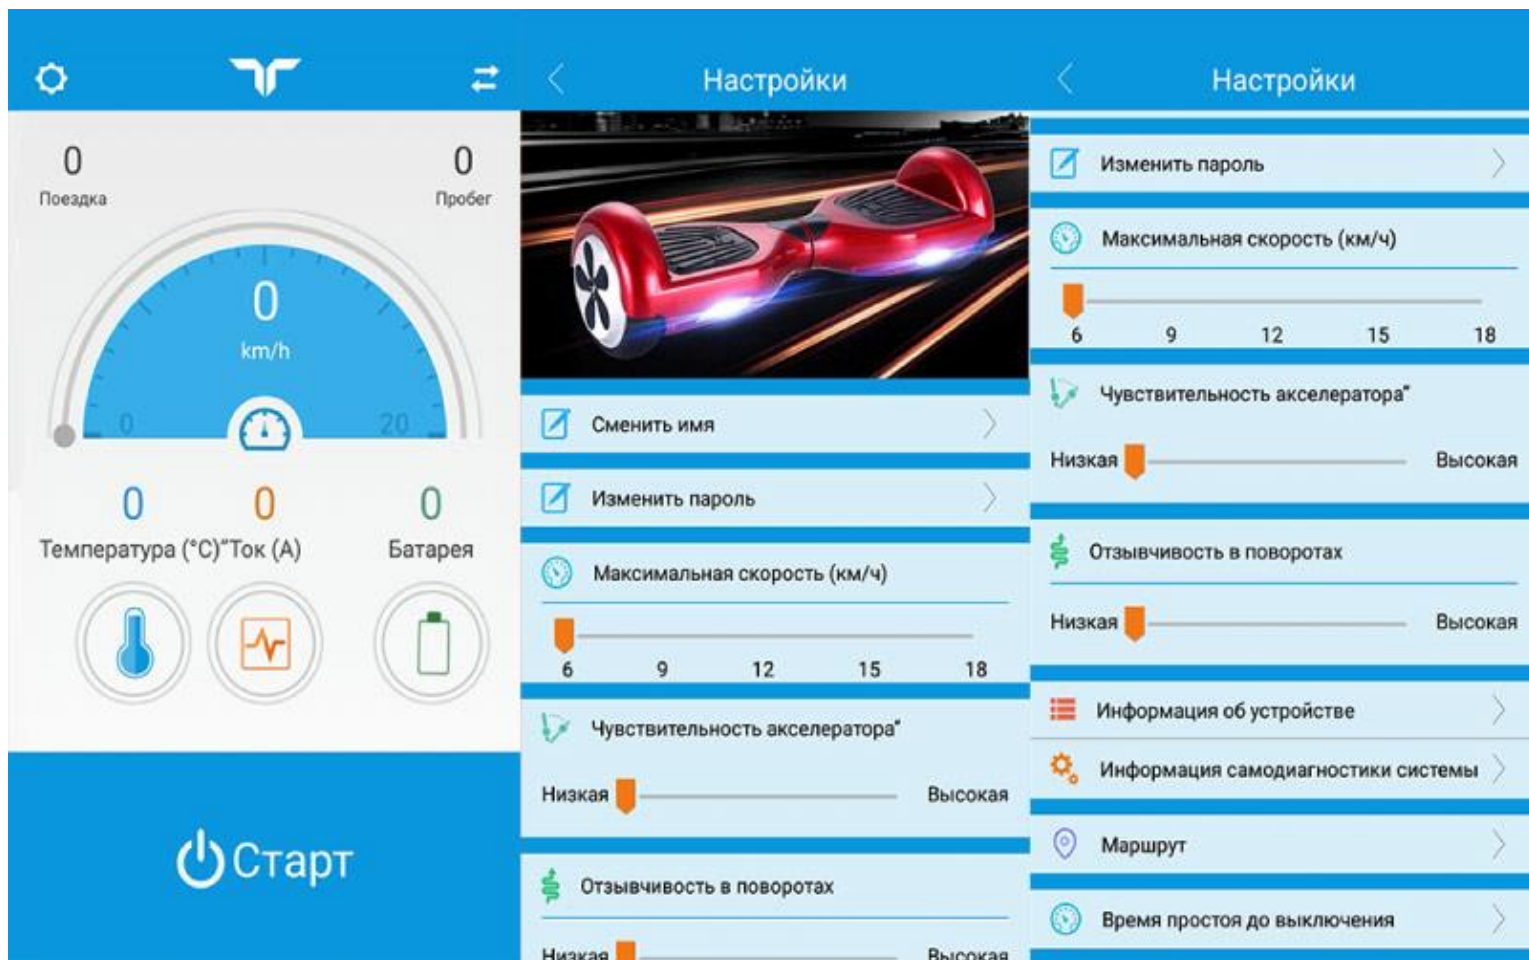 0
0
Поездка
Пробег
0
km/h
0
20
0
0
0
Температура (°C)"Ток (A)
Батарея
Старт
Настройки
Сменить имя
Изменить пароль
Максимальная скорость (км/ч)
6 9 12 15 18
Чувствительность акселератора"
Низкая
Высокая
Отзывчивость в поворотах
Низкая
Высокая
Настройки
Изменить пароль
Максимальная скорость (км/ч)
6 9 12 15 18
Чувствительность акселератора"
Низкая
Высокая
Отзывчивость в поворотах
Низкая
Высокая
Информация об устройстве
Информация самодиагностики системы
Маршрут
Время простоя до выключения